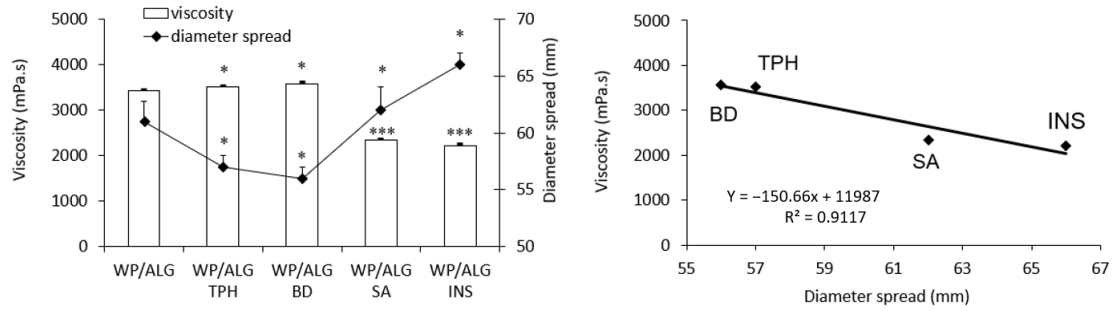 viscosity
diameter spread
Viscosity (mPa.s)
5000
4000
3000
2000
1000
0
70
65
60
55
50
Diameter spread (mm)
*
*
*
*
*
*
***
***
WP/ALG
WP/ALG
TPH
WP/ALG
BD
WP/ALG
SA
WP/ALG
INS
Viscosity (mPa.s)
5000
4000
3000
2000
1000
0
TPH
BD
SA
INS
Y = −150.66x + 11987
R² = 0.9117
55 57 59 61 63 65 67
Diameter spread (mm)